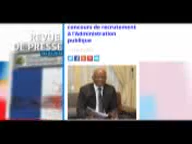 REVUE
DE PRESSE
concours de recrutement
à l'Administration
publique